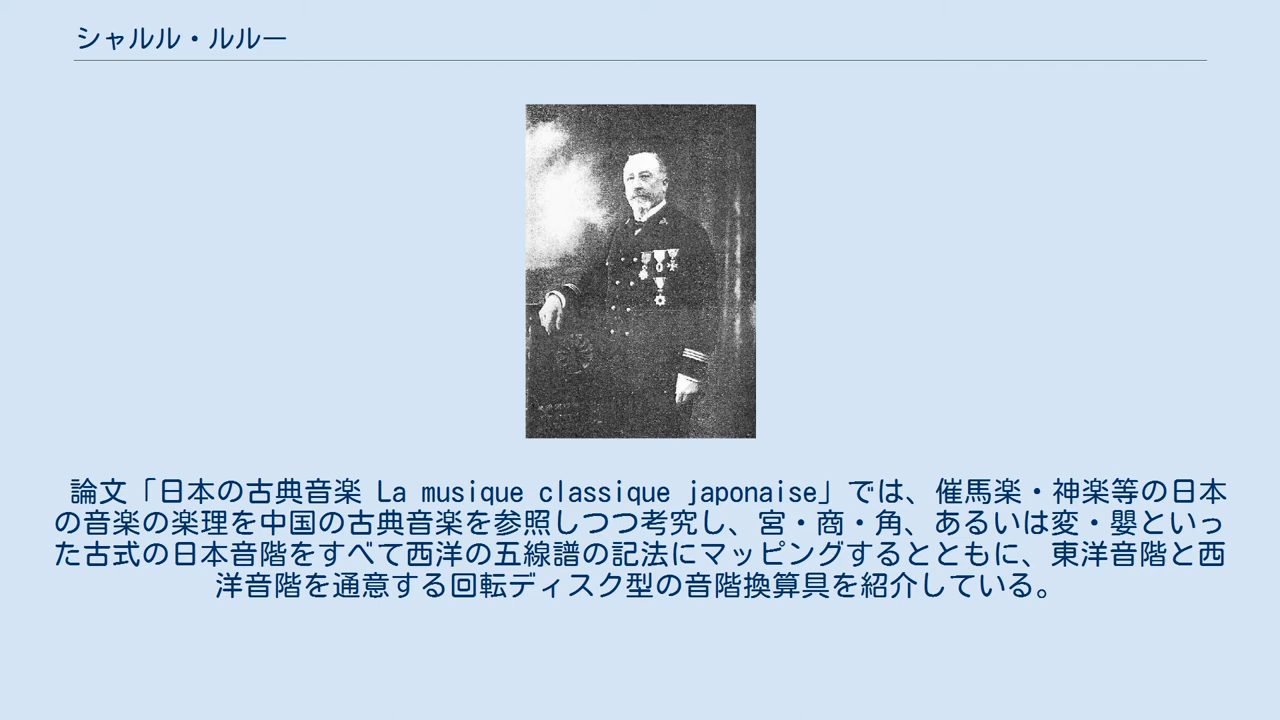 シャルル・ルルー
論文「日本の古典音楽 La musique classique japonaise」では、催馬楽・神楽等の日本
の音楽の楽理を中国の古典音楽を参照しつつ考究し、宮・商・角、あるいは変・嬰といっ
た古式の日本音階をすべて西洋の五線譜の記法にマッピングするとともに、東洋音階と西
洋音階を通意する回転ディスク型の音階換算具を紹介している。